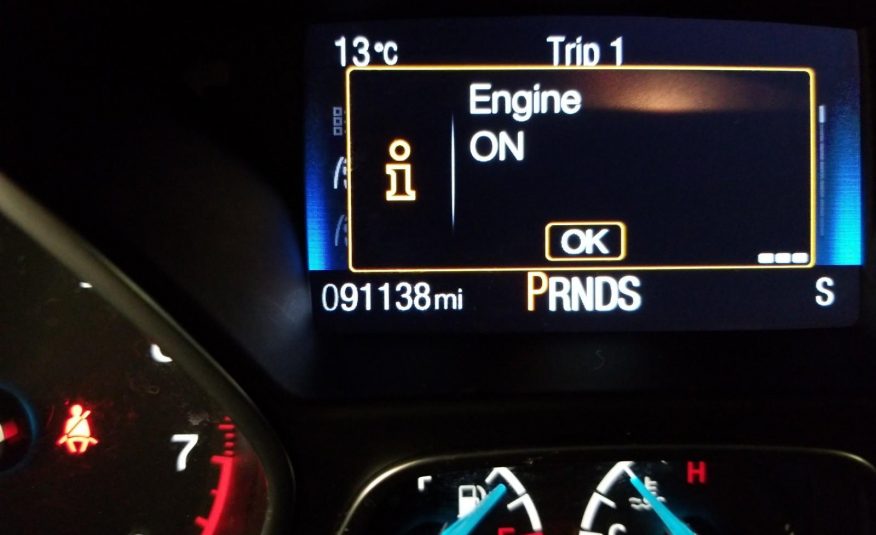 13°C Trip 1
Engine
ON
OK
091138mi PRNDS S
7
H
E C